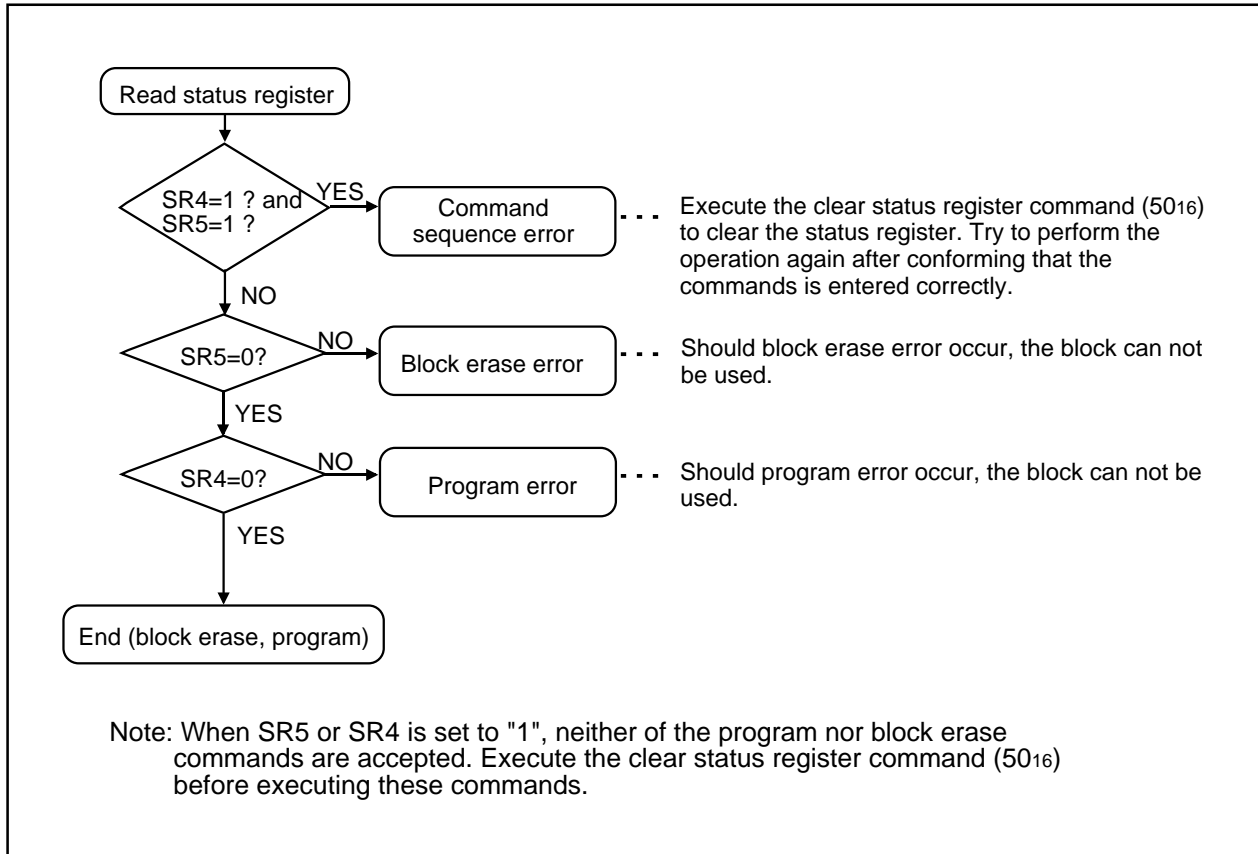 Read status register
SR4=1 ? and
SR5=1 ?
YES
Command
sequence error
Execute the clear status register command (5016)
to clear the status register. Try to perform the
operation again after conforming that the
commands is entered correctly.
NO
SR5=0?
NO
Block erase error
Should block erase error occur, the block can not
be used.
YES
SR4=0?
NO
Program error
Should program error occur, the block can not be
used.
YES
End (block erase, program)
Note: When SR5 or SR4 is set to "1", neither of the program nor block erase
commands are accepted. Execute the clear status register command (5016)
before executing these commands.